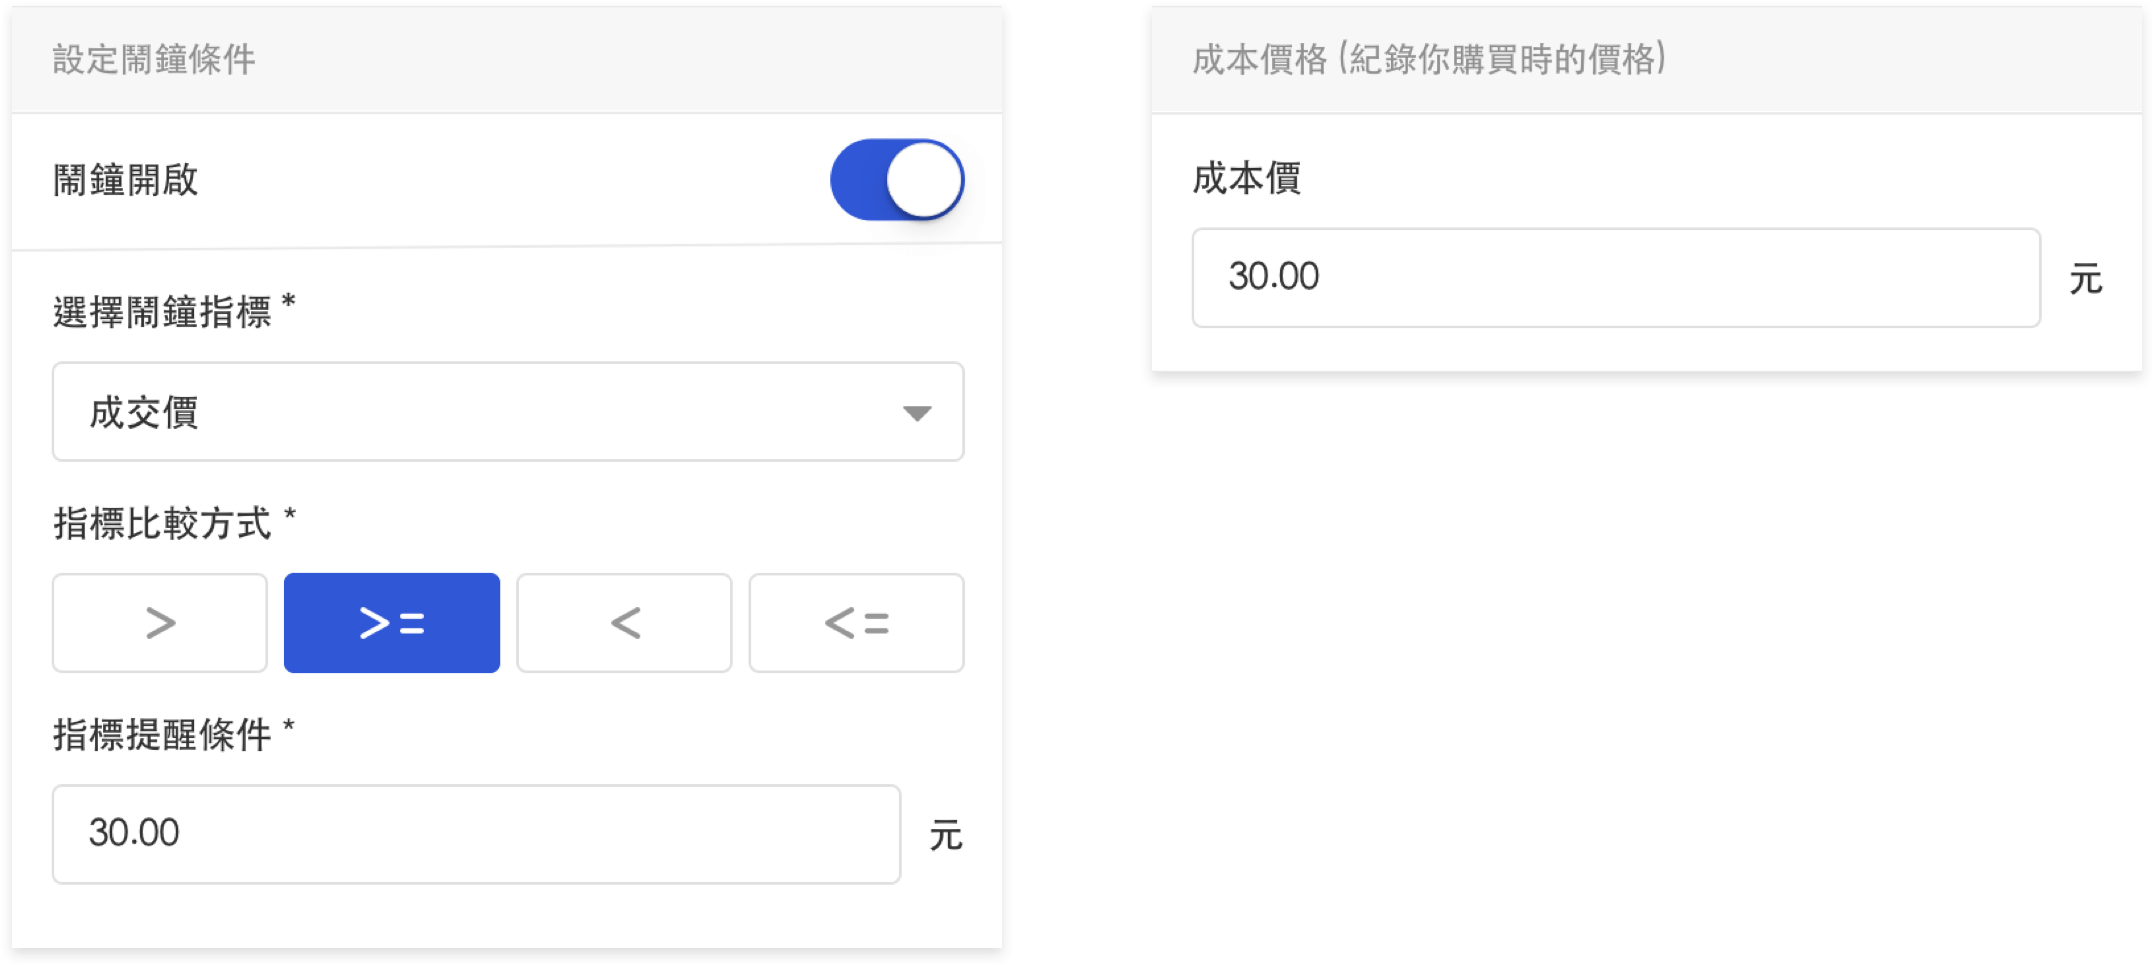 設定鬧鐘條件
鬧鐘開啟
選擇鬧鐘指標 *
成交價
指標比較方式 *
> >= < <=
指標提醒條件 *
30.00 元
成本價格 (紀錄你購買時的價格)
成本價
30.00 元